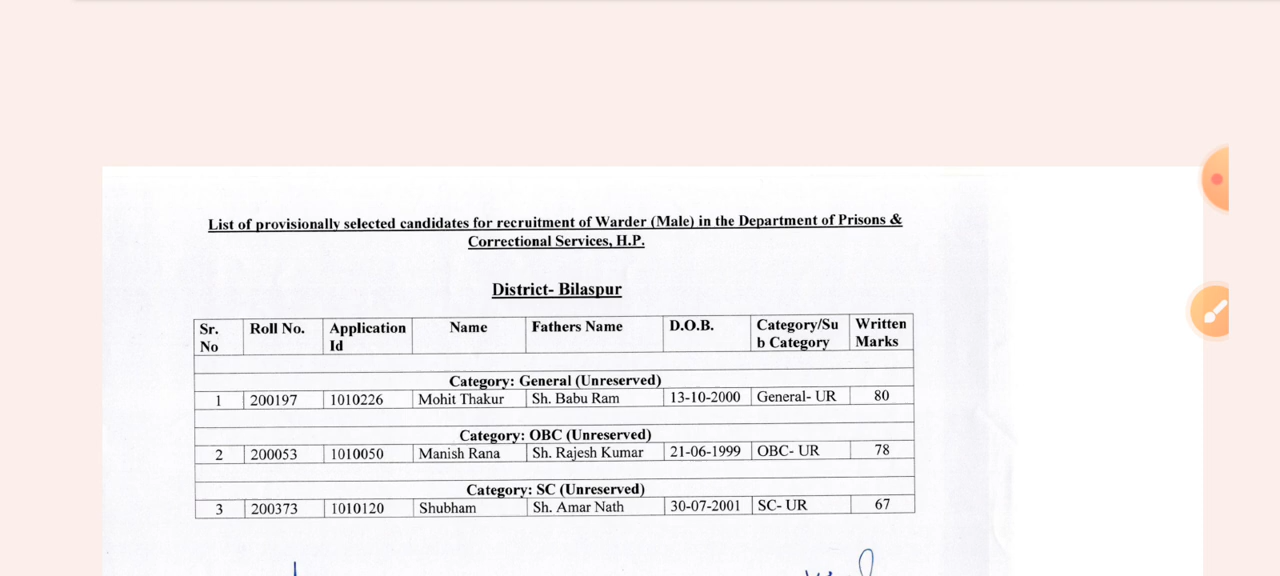 List of provisionally selected candidates for recruitment of Warder (Male) in the Department of Prisons &
Correctional Services, H.P.
District- Bilaspur
Sr. No Roll No. Application Id Name Fathers Name D.O.B. Category/Sub Category Written Marks
Category: General (Unreserved)
1 200197 1010226 Mohit Thakur Sh. Babu Ram 13-10-2000 General- UR 80
Category: OBC (Unreserved)
2 200053 1010050 Manish Rana Sh. Rajesh Kumar 21-06-1999 OBC- UR 78
Category: SC (Unreserved)
3 200373 1010120 Shubham Sh. Amar Nath 30-07-2001 SC- UR 67